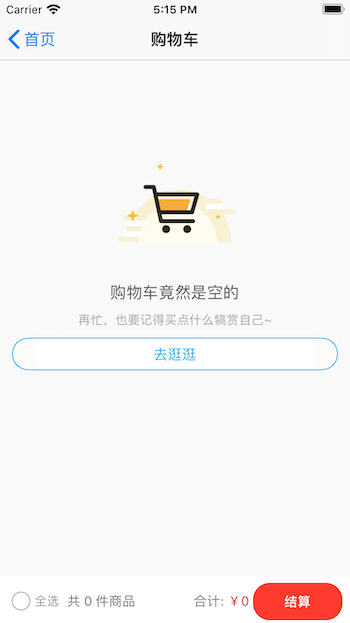 Carrier 5:15 PM
首页 购物车
购物车竟然是空的
再忙，也要记得买点什么犒赏自己~
去逛逛
全选 共 0 件商品 合计: ￥0 结算